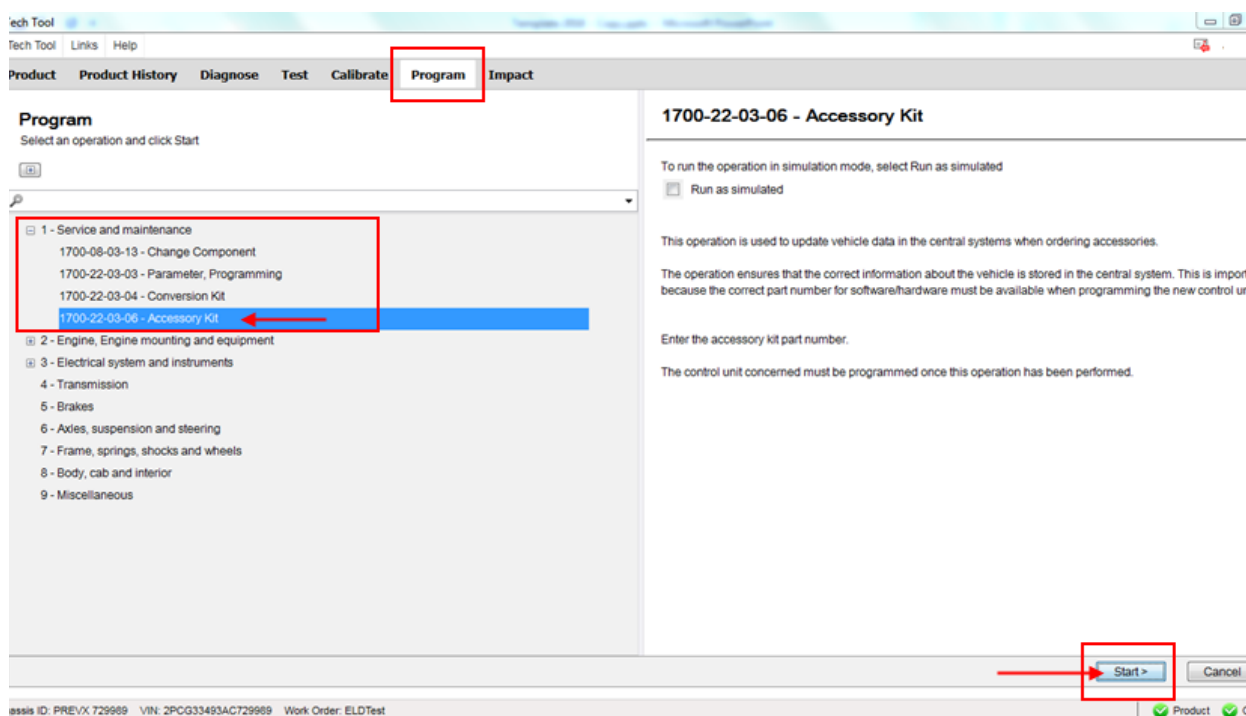 Tech Tool
Tech Tool Links Help
Product Product History Diagnose Test Calibrate Program Impact
Program
Select an operation and click Start
1 - Service and maintenance
1700-08-03-13 - Change Component
1700-22-03-03 - Parameter, Programming
1700-22-03-04 - Conversion Kit
1700-22-03-06 - Accessory Kit
2 - Engine, Engine mounting and equipment
3 - Electrical system and instruments
4 - Transmission
5 - Brakes
6 - Axles, suspension and steering
7 - Frame, springs, shocks and wheels
8 - Body, cab and interior
9 - Miscellaneous
1700-22-03-06 - Accessory Kit
To run the operation in simulation mode, select Run as simulated
Run as simulated
This operation is used to update vehicle data in the central systems when ordering accessories.
The operation ensures that the correct information about the vehicle is stored in the central system. This is import
because the correct part number for software/hardware must be available when programming the new control un
Enter the accessory kit part number.
The control unit concerned must be programmed once this operation has been performed.
Start > Cancel
assis ID: PREVX 729989 VIN: 2PCG33493AC729989 Work Order: ELDTest
Product